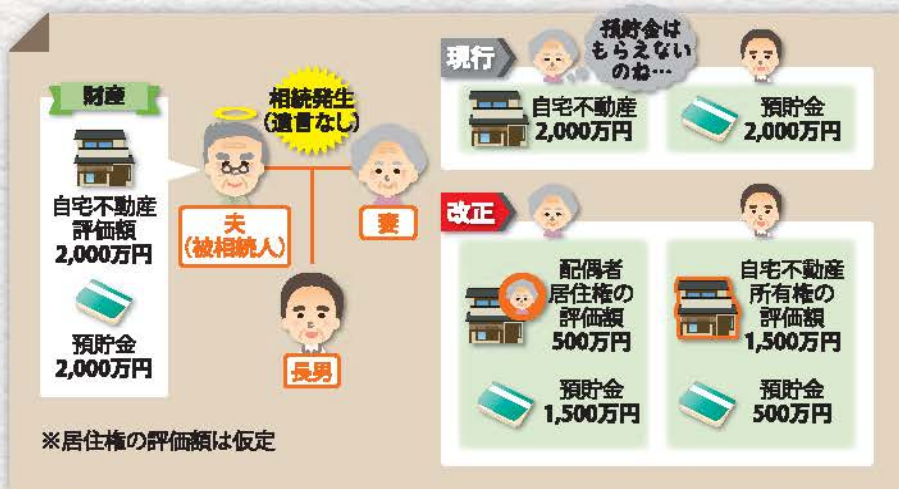 財産
自宅不動産
評価額
2,000万円
預貯金
2,000万円
相続発生
(遺言なし)
夫
(被相続人)
妻
長男
※居住権の評価額は仮定
現行
預貯金は
もらえない
のね…
自宅不動産
2,000万円
預貯金
2,000万円
改正
配偶者
居住権の
評価額
500万円
預貯金
1,500万円
自宅不動産
所有権の
評価額
1,500万円
預貯金
500万円